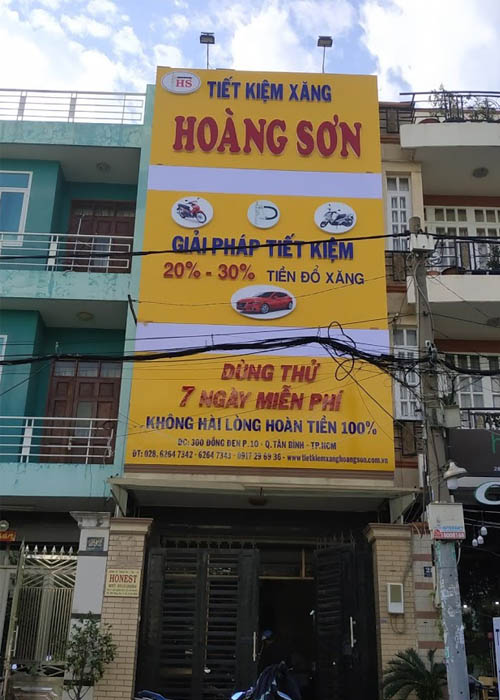 HS
TIẾT KIỆM XĂNG
HOÀNG SƠN
GIẢI PHÁP TIẾT KIỆM
20% - 30% TIỀN ĐỔ XĂNG
DÙNG THỬ
7 NGÀY MIỄN PHÍ
KHÔNG HÀI LÒNG HOÀN TIỀN 100%
ĐC: 300 ĐỒNG ĐEN P.10 - Q.TÂN BÌNH - TP.HCM
ĐT: 028. 6264 7342 - 6264 7343 - 0917 29 69 36 - www.tietkiemxanghoangson.com.vn
HONEST